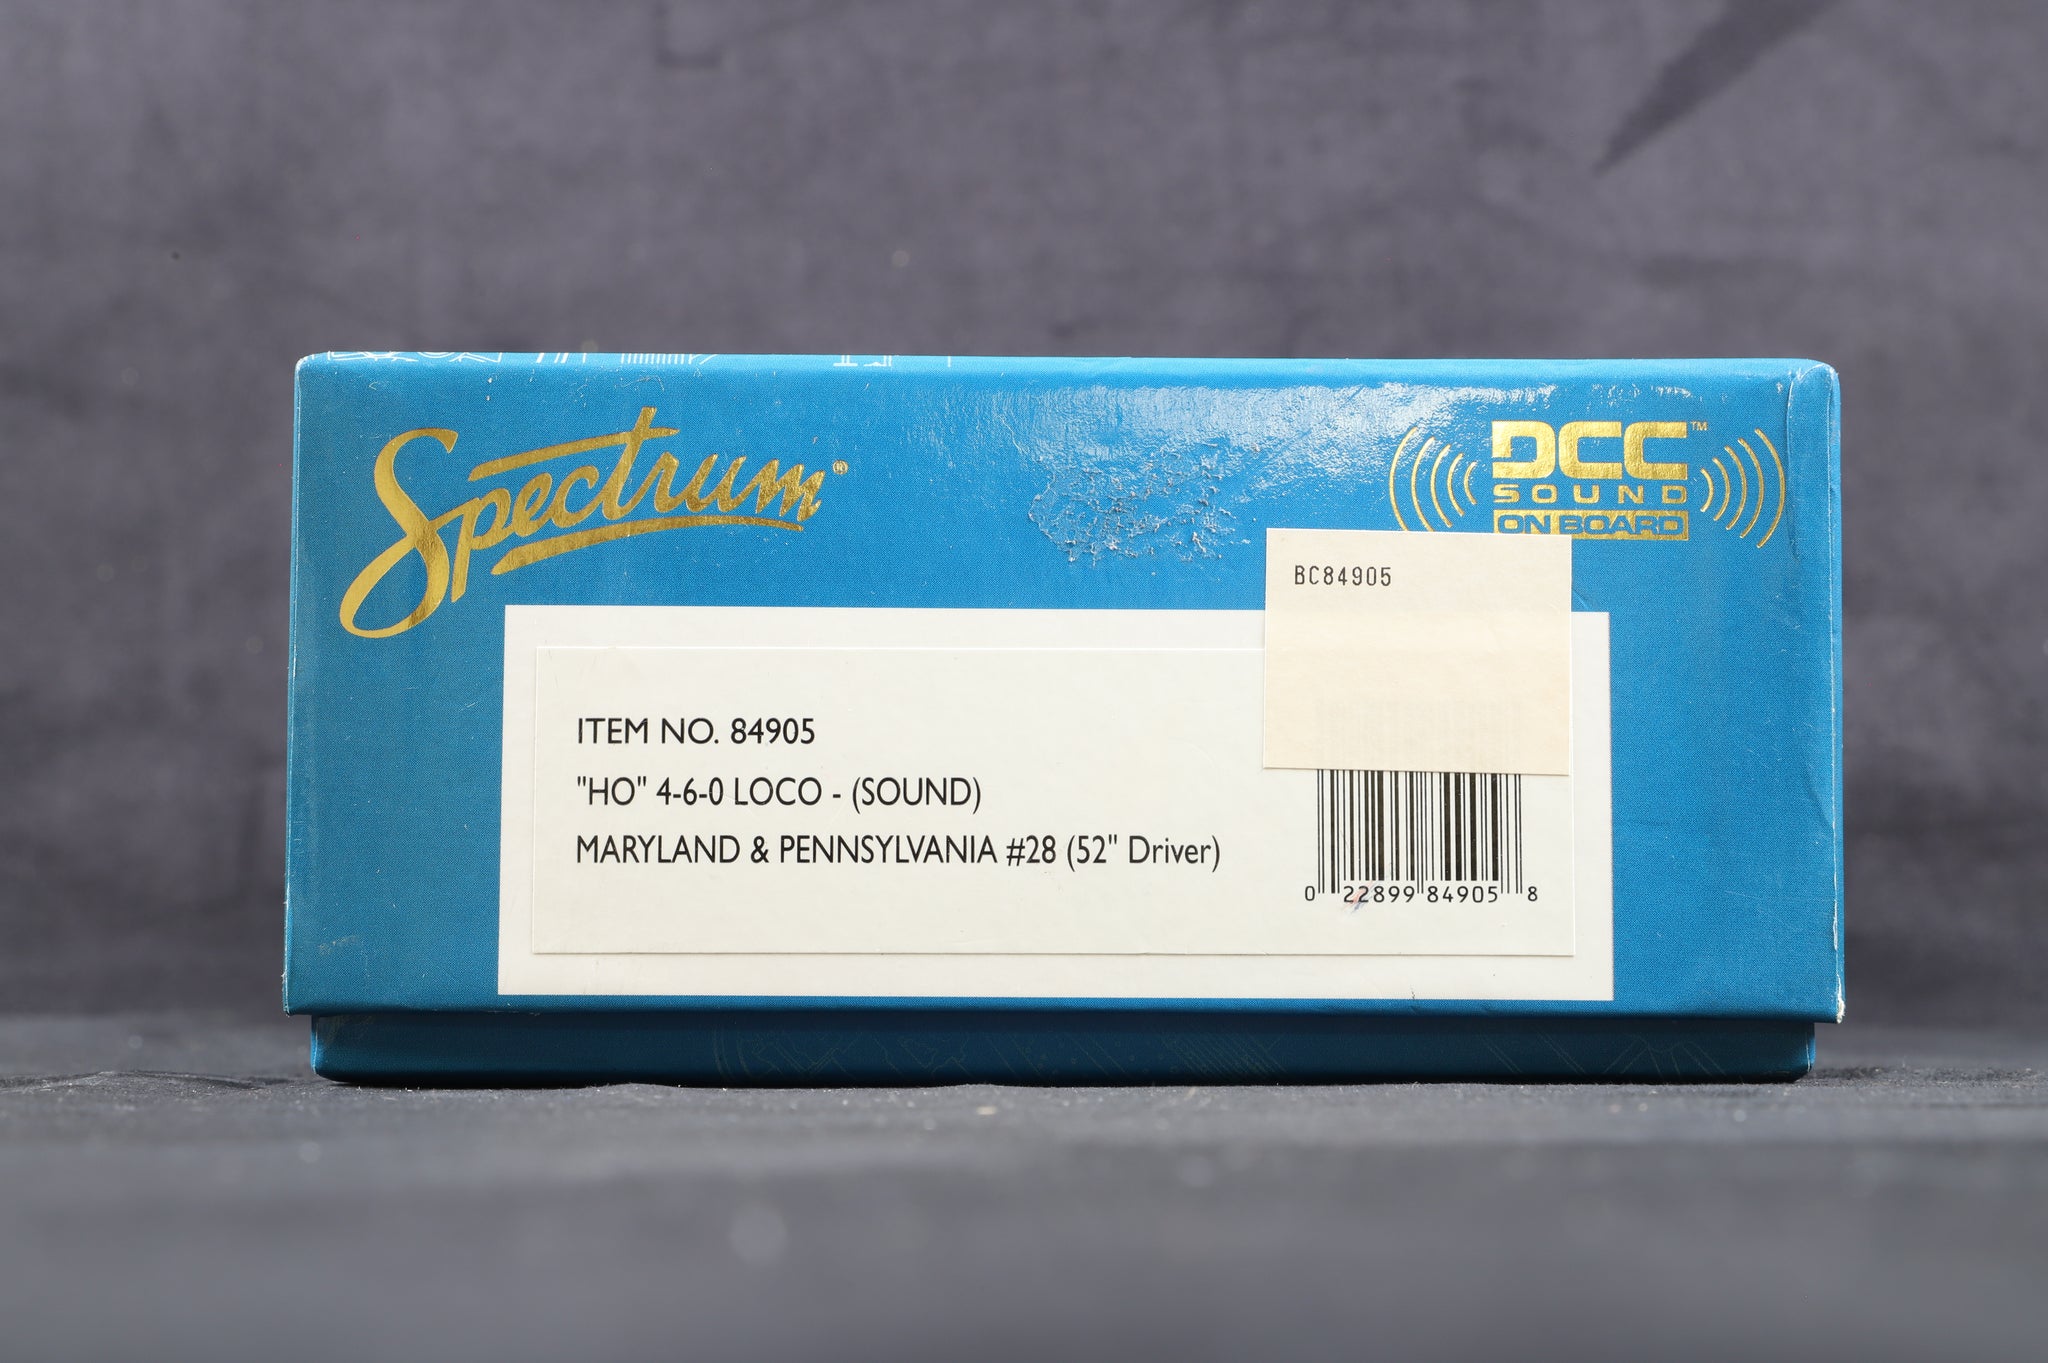 Spectrum®
DCC™
SOUND
ON BOARD
BC84905
ITEM NO. 84905
"HO" 4-6-0 LOCO - (SOUND)
MARYLAND & PENNSYLVANIA #28 (52" Driver)
0 22899 84905 8